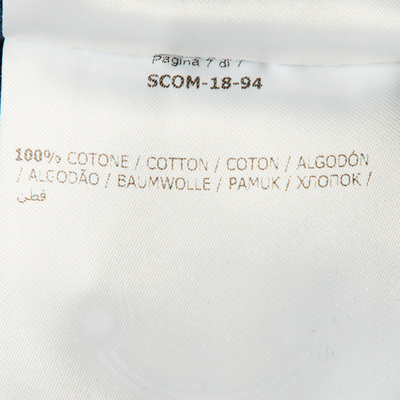 Pagina 7 di 7
SCOM-18-94
100% COTONE / COTTON / COTON / ALGODÓN
/ ALGODÃO / BAUMWOLLE / PAMUK / ХЛОПОК /
قطن